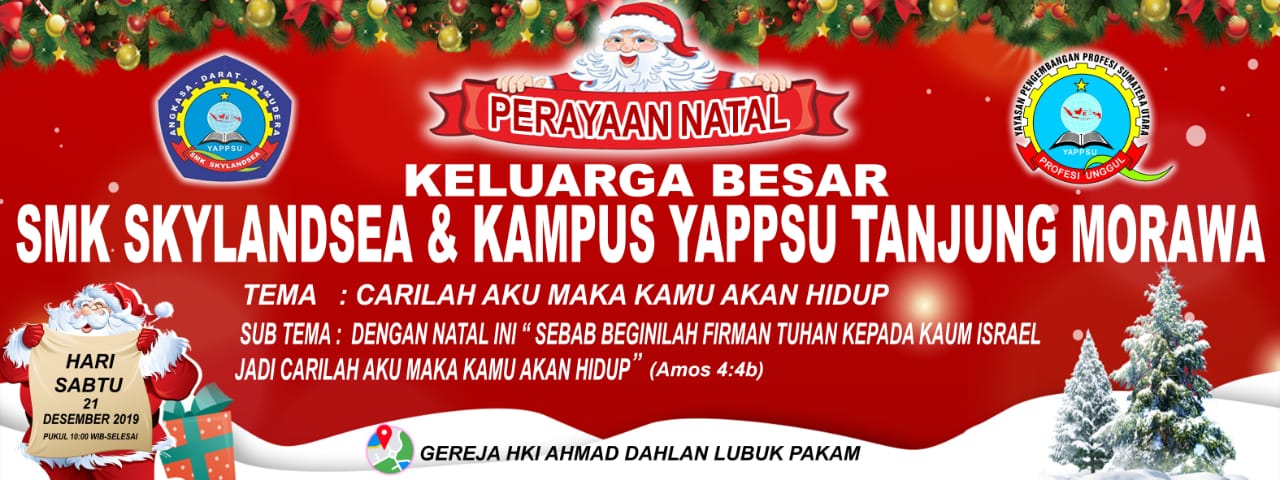 PERAYAAN NATAL
ANGKASA - DARAT - SAMUDERA
YAPPSU
SMK SKYLANDSEA
YAYASAN PENGEMBANGAN PROFESI SUMATERA UTARA
YAPPSU
PROFESI UNGGUL
KELUARGA BESAR
SMK SKYLANDSEA & KAMPUS YAPPSU TANJUNG MORAWA
TEMA : CARILAH AKU MAKA KAMU AKAN HIDUP
SUB TEMA : DENGAN NATAL INI “ SEBAB BEGINILAH FIRMAN TUHAN KEPADA KAUM ISRAEL
JADI CARILAH AKU MAKA KAMU AKAN HIDUP” (Amos 4:4b)
HARI
SABTU
21
DESEMBER 2019
PUKUL 10:00 WIB-SELESAI
GEREJA HKI AHMAD DAHLAN LUBUK PAKAM